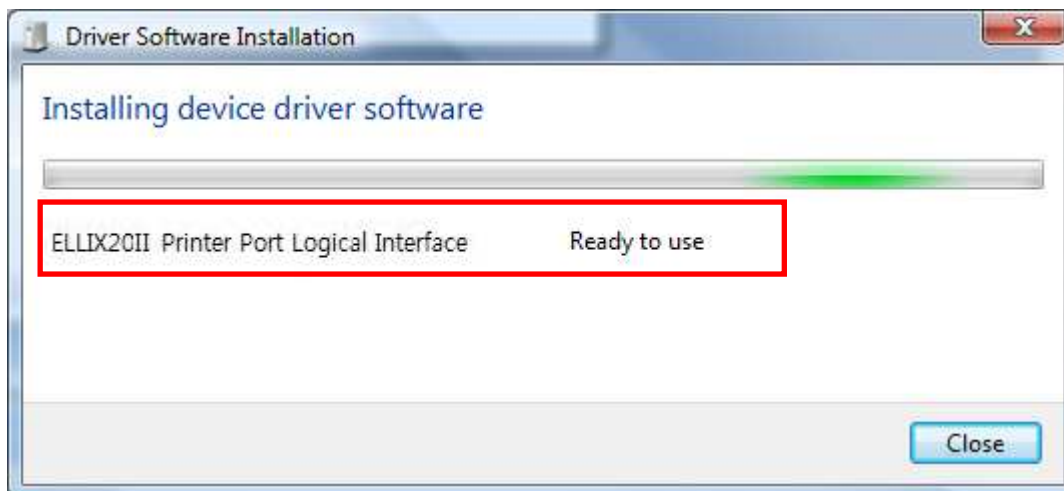 Driver Software Installation
Installing device driver software
ELLIX20II Printer Port Logical Interface Ready to use
Close